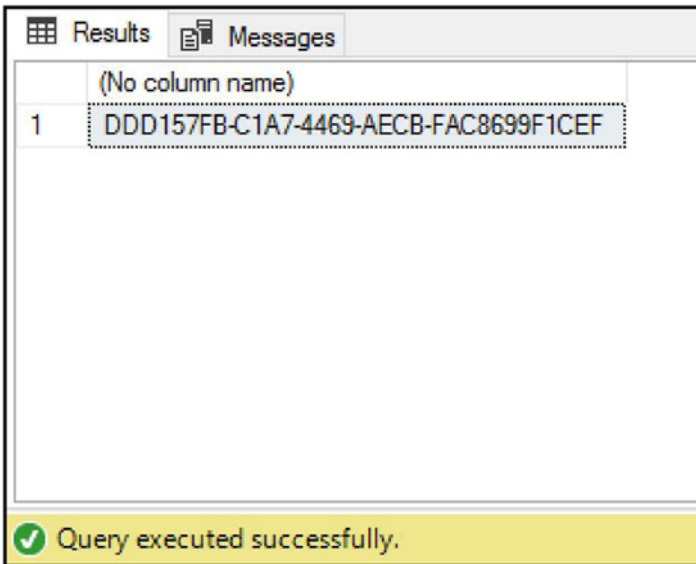 Results Messages
(No column name)
1 DDD157FB-C1A7-4469-AECB-FAC8699F1CEF
Query executed successfully.